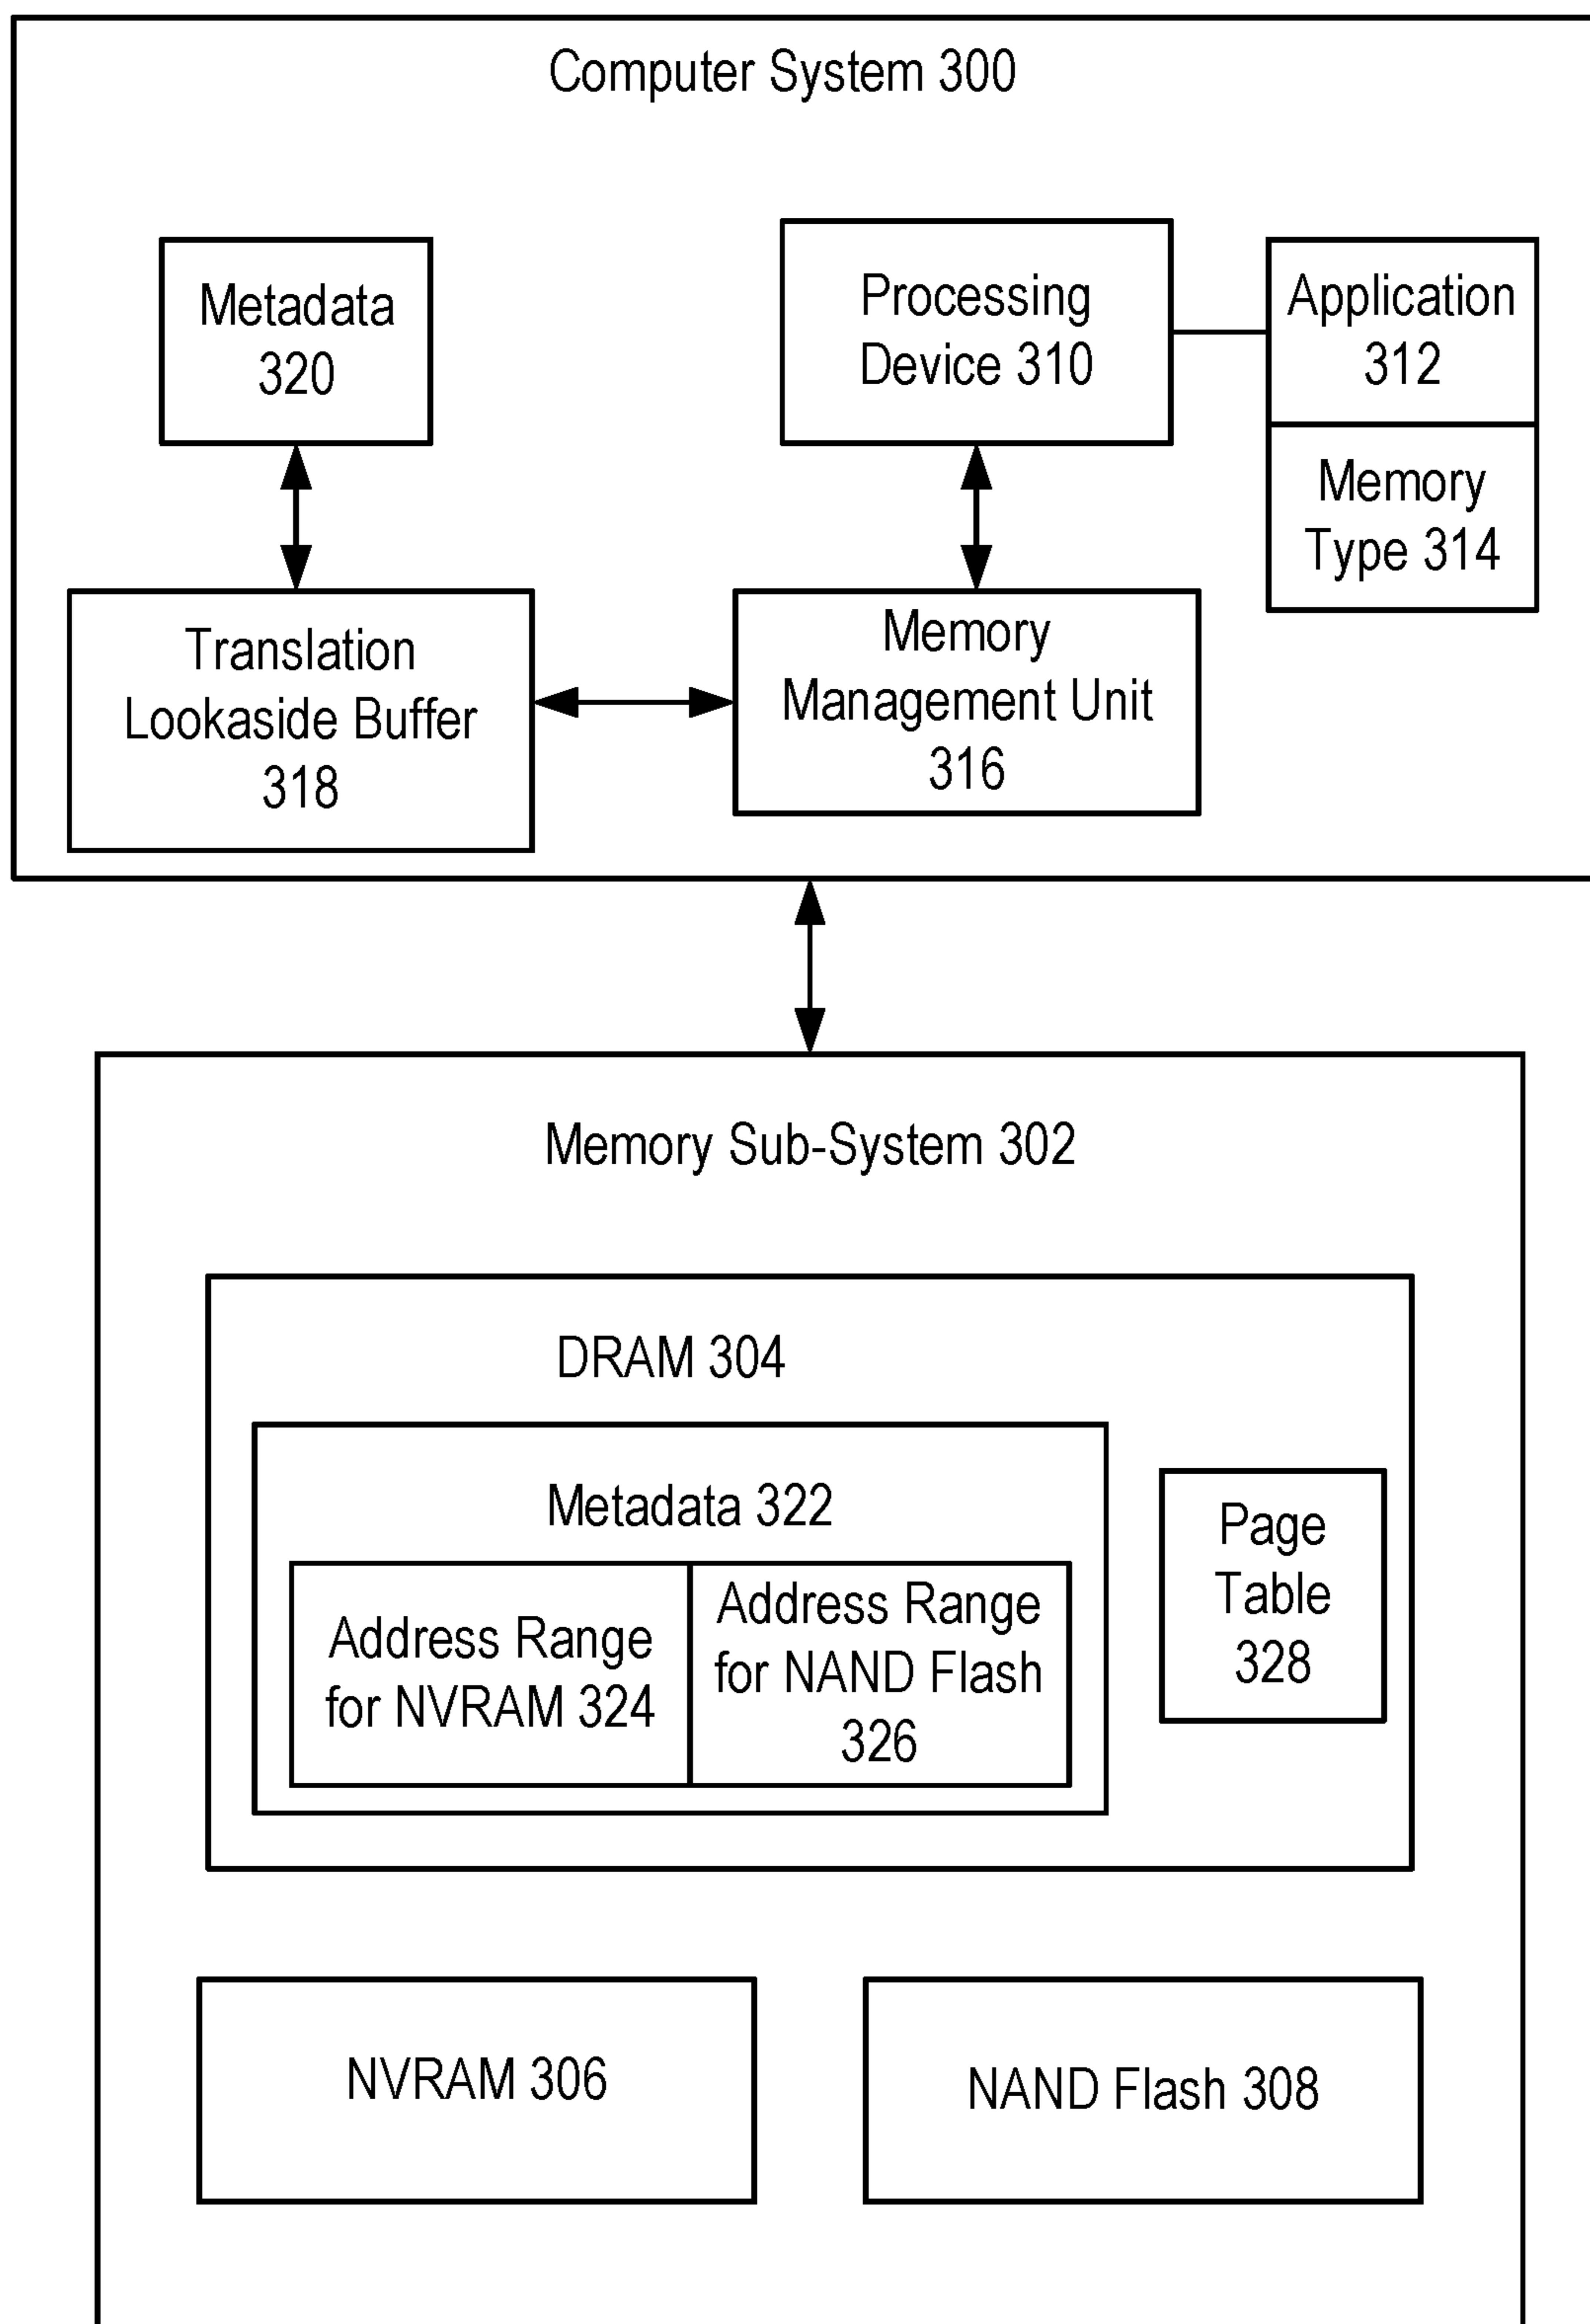 Computer System 300
Metadata
320
Processing
Device 310
Application
312
Memory
Type 314
Translation
Lookaside Buffer
318
Memory
Management Unit
316
Memory Sub-System 302
DRAM 304
Metadata 322
Address Range
for NVRAM 324
Address Range
for NAND Flash
326
Page
Table
328
NVRAM 306
NAND Flash 308